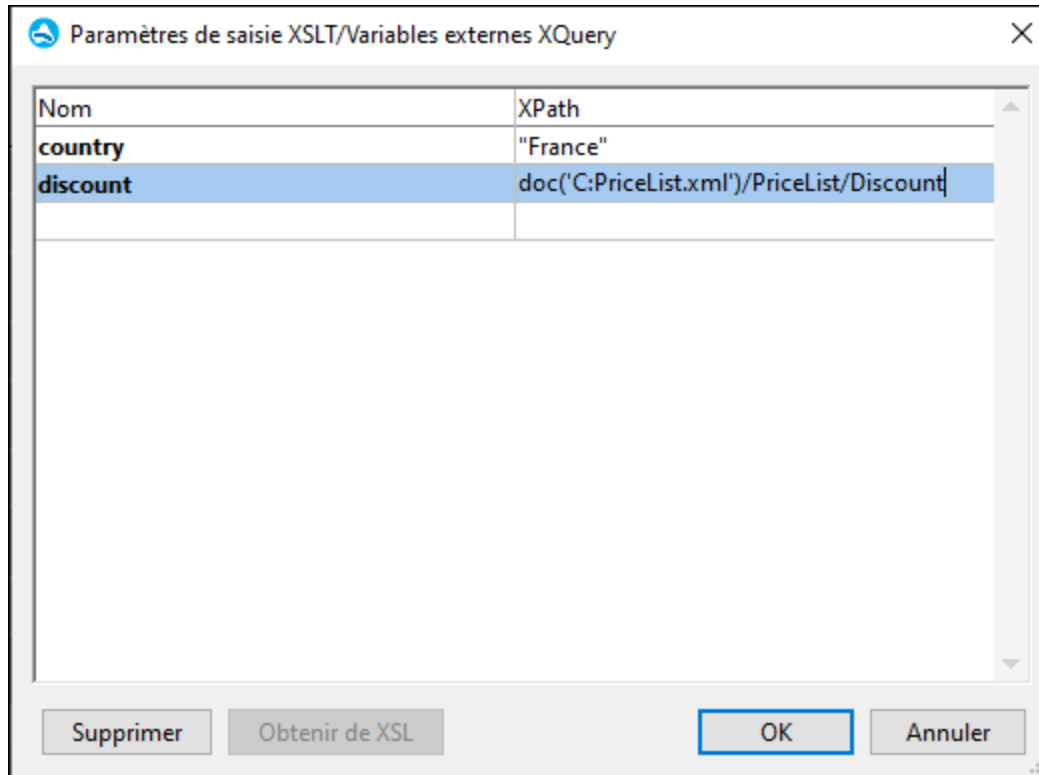 Paramètres de saisie XSLT/Variables externes XQuery
Nom XPath
country "France"
discount doc('C:PriceList.xml')/PriceList/Discount
Supprimer Obtenir de XSL OK Annuler